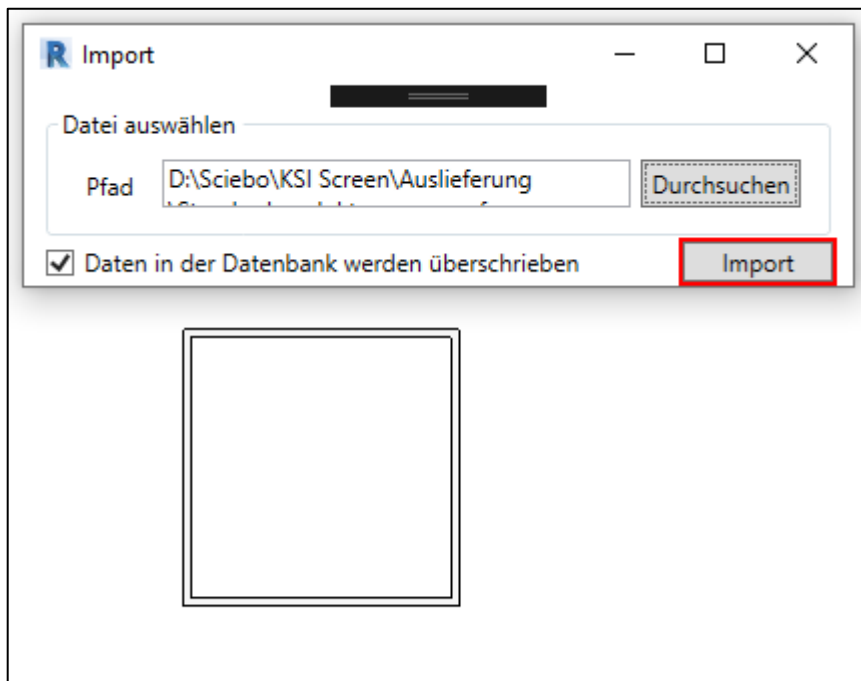 Import
Datei auswählen
Pfad
D:\Sciebo\KSI Screen\Auslieferung
Durchsuchen
Daten in der Datenbank werden überschrieben
Import